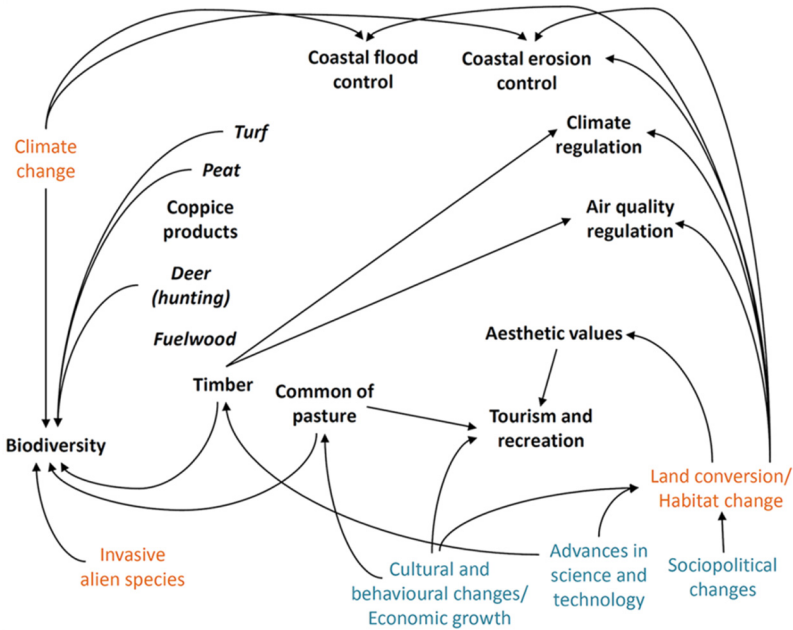 Coastal flood
control
Coastal erosion
control
Climate
change
Turf
Climate
regulation
Peat
Coppice
products
Air quality
regulation
Deer
(hunting)
Fuelwood
Aesthetic values
Timber
Common of
pasture
Tourism and
recreation
Biodiversity
Land conversion/
Habitat change
Invasive
alien species
Cultural and
behavioural changes/
Economic growth
Advances in
science and
technology
Sociopolitical
changes